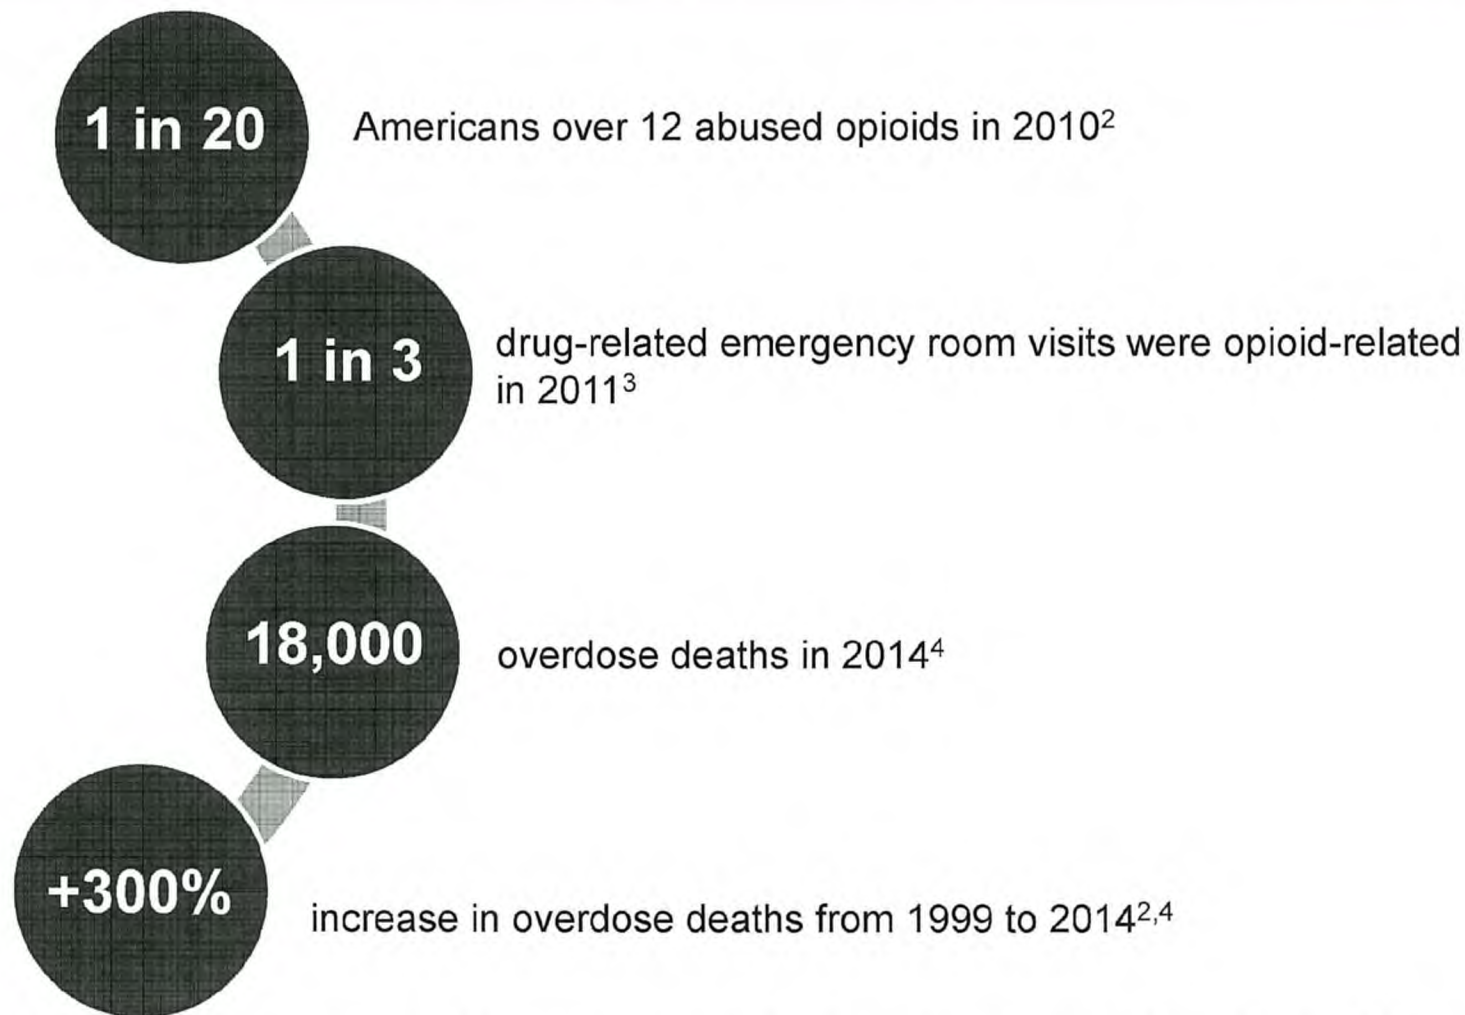 1 in 20
Americans over 12 abused opioids in 2010²
1 in 3
drug-related emergency room visits were opioid-related
in 2011³
18,000
overdose deaths in 2014⁴
+300%
increase in overdose deaths from 1999 to 2014²,⁴